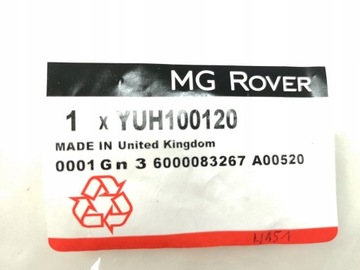 MG ROVER
1 x YUH100120
MADE IN United Kingdom
0001 Gn 3 6000083267 A00520